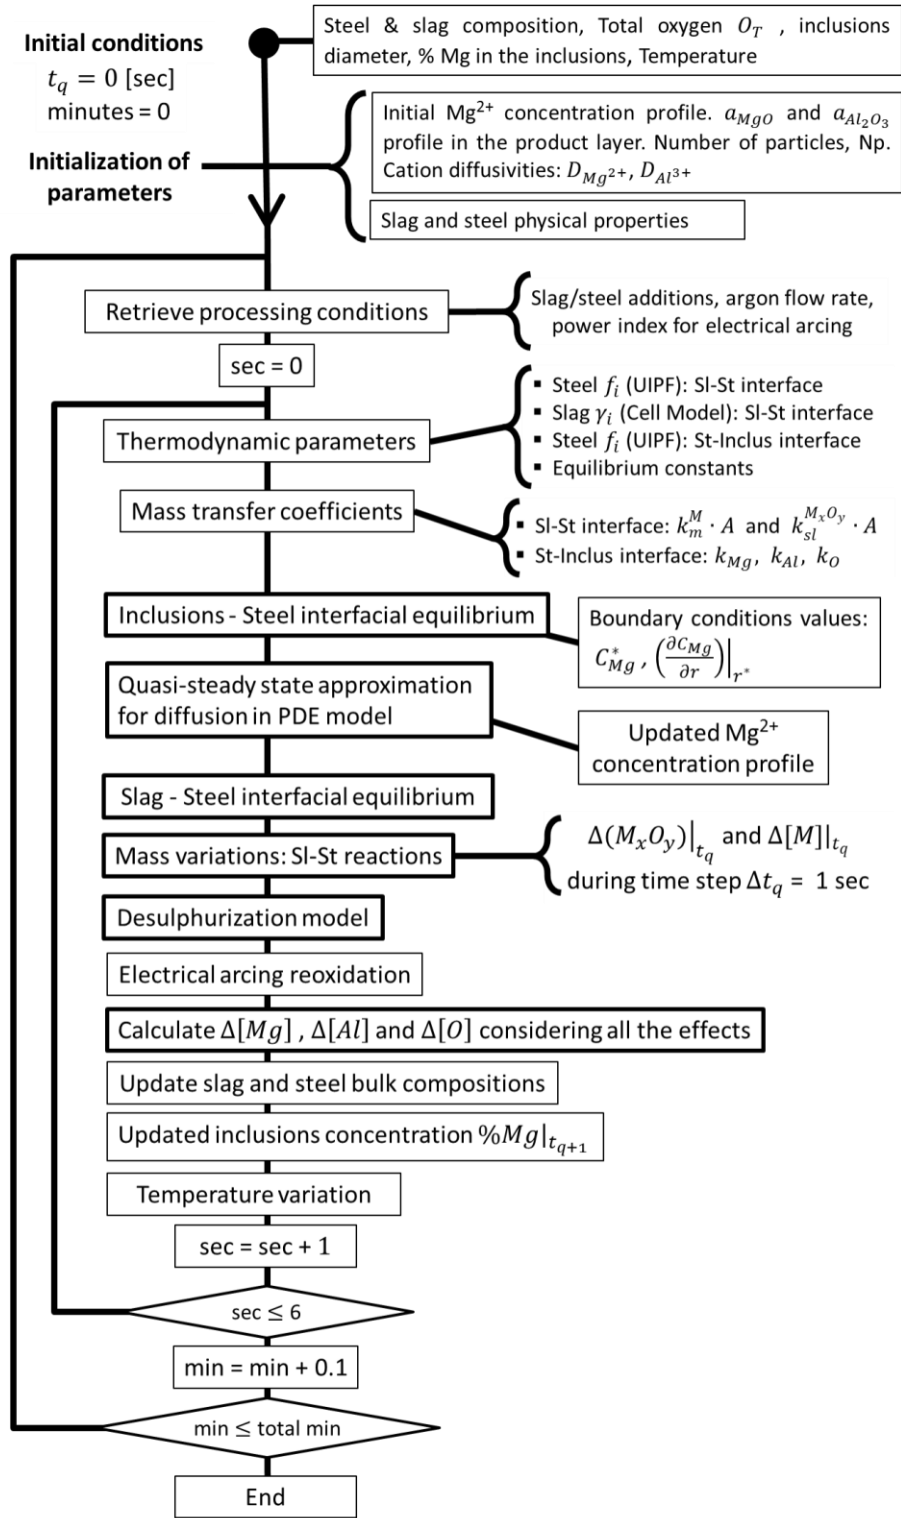 Initial conditions
t_q = 0 [sec]
minutes = 0
Steel & slag composition, Total oxygen O_T , inclusions
diameter, % Mg in the inclusions, Temperature
Initialization of
parameters
Initial Mg²⁺ concentration profile. a_MgO and a_Al₂O₃
profile in the product layer. Number of particles, Np.
Cation diffusivities: D_Mg²⁺, D_Al³⁺
Slag and steel physical properties
Retrieve processing conditions
Slag/steel additions, argon flow rate,
power index for electrical arcing
sec = 0
Thermodynamic parameters
▪ Steel f_i (UIPF): Sl-St interface
▪ Slag γ_i (Cell Model): Sl-St interface
▪ Steel f_i (UIPF): St-Inclus interface
▪ Equilibrium constants
Mass transfer coefficients
▪ Sl-St interface: k_m^M · A and k_sl^MₓO_y · A
▪ St-Inclus interface: k_Mg, k_Al, k_O
Inclusions - Steel interfacial equilibrium
Boundary conditions values:
C*_Mg , (∂C_Mg/∂r)|_r*
Quasi-steady state approximation
for diffusion in PDE model
Updated Mg²⁺
concentration profile
Slag - Steel interfacial equilibrium
Mass variations: Sl-St reactions
Δ(MₓO_y)|_t_q and Δ[M]|_t_q
during time step Δt_q = 1 sec
Desulphurization model
Electrical arcing reoxidation
Calculate Δ[Mg] , Δ[Al] and Δ[O] considering all the effects
Update slag and steel bulk compositions
Updated inclusions concentration %Mg|_t_q+1
Temperature variation
sec = sec + 1
sec ≤ 6
min = min + 0.1
min ≤ total min
End